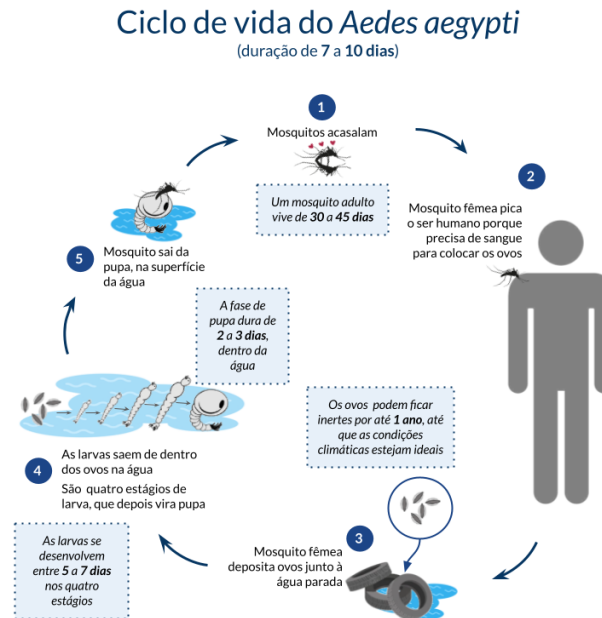 Ciclo de vida do Aedes aegypti
(duração de 7 a 10 dias)
1
Mosquitos acasalam
Um mosquito adulto
vive de 30 a 45 dias
2
Mosquito fêmea pica
o ser humano porque
precisa de sangue
para colocar os ovos
Os ovos podem ficar
inertes por até 1 ano, até
que as condições
climáticas estejam ideais
3
Mosquito fêmea
deposita ovos junto à
água parada
4
As larvas saem de dentro
dos ovos na água
São quatro estágios de
larva, que depois vira pupa
As larvas se
desenvolvem
entre 5 a 7 dias
nos quatro
estágios
A fase de
pupa dura de
2 a 3 dias,
dentro da
água
5
Mosquito sai da
pupa, na superfície
da água